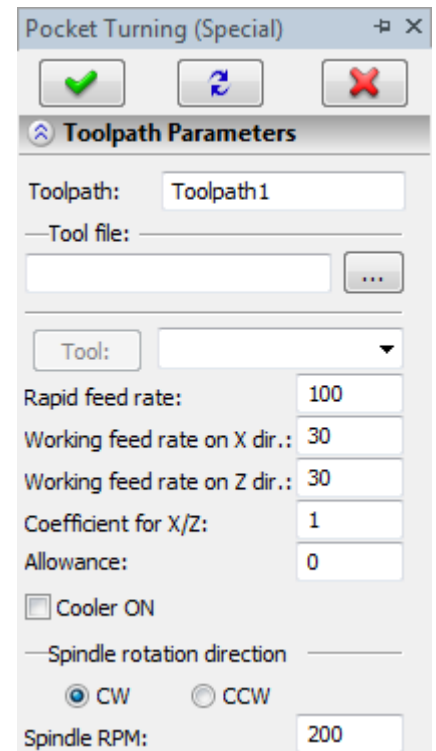 Pocket Turning (Special)
Toolpath Parameters
Toolpath: Toolpath1
Tool file:
...
Tool:
Rapid feed rate: 100
Working feed rate on X dir.: 30
Working feed rate on Z dir.: 30
Coefficient for X/Z: 1
Allowance: 0
Cooler ON
Spindle rotation direction
CW CCW
Spindle RPM: 200